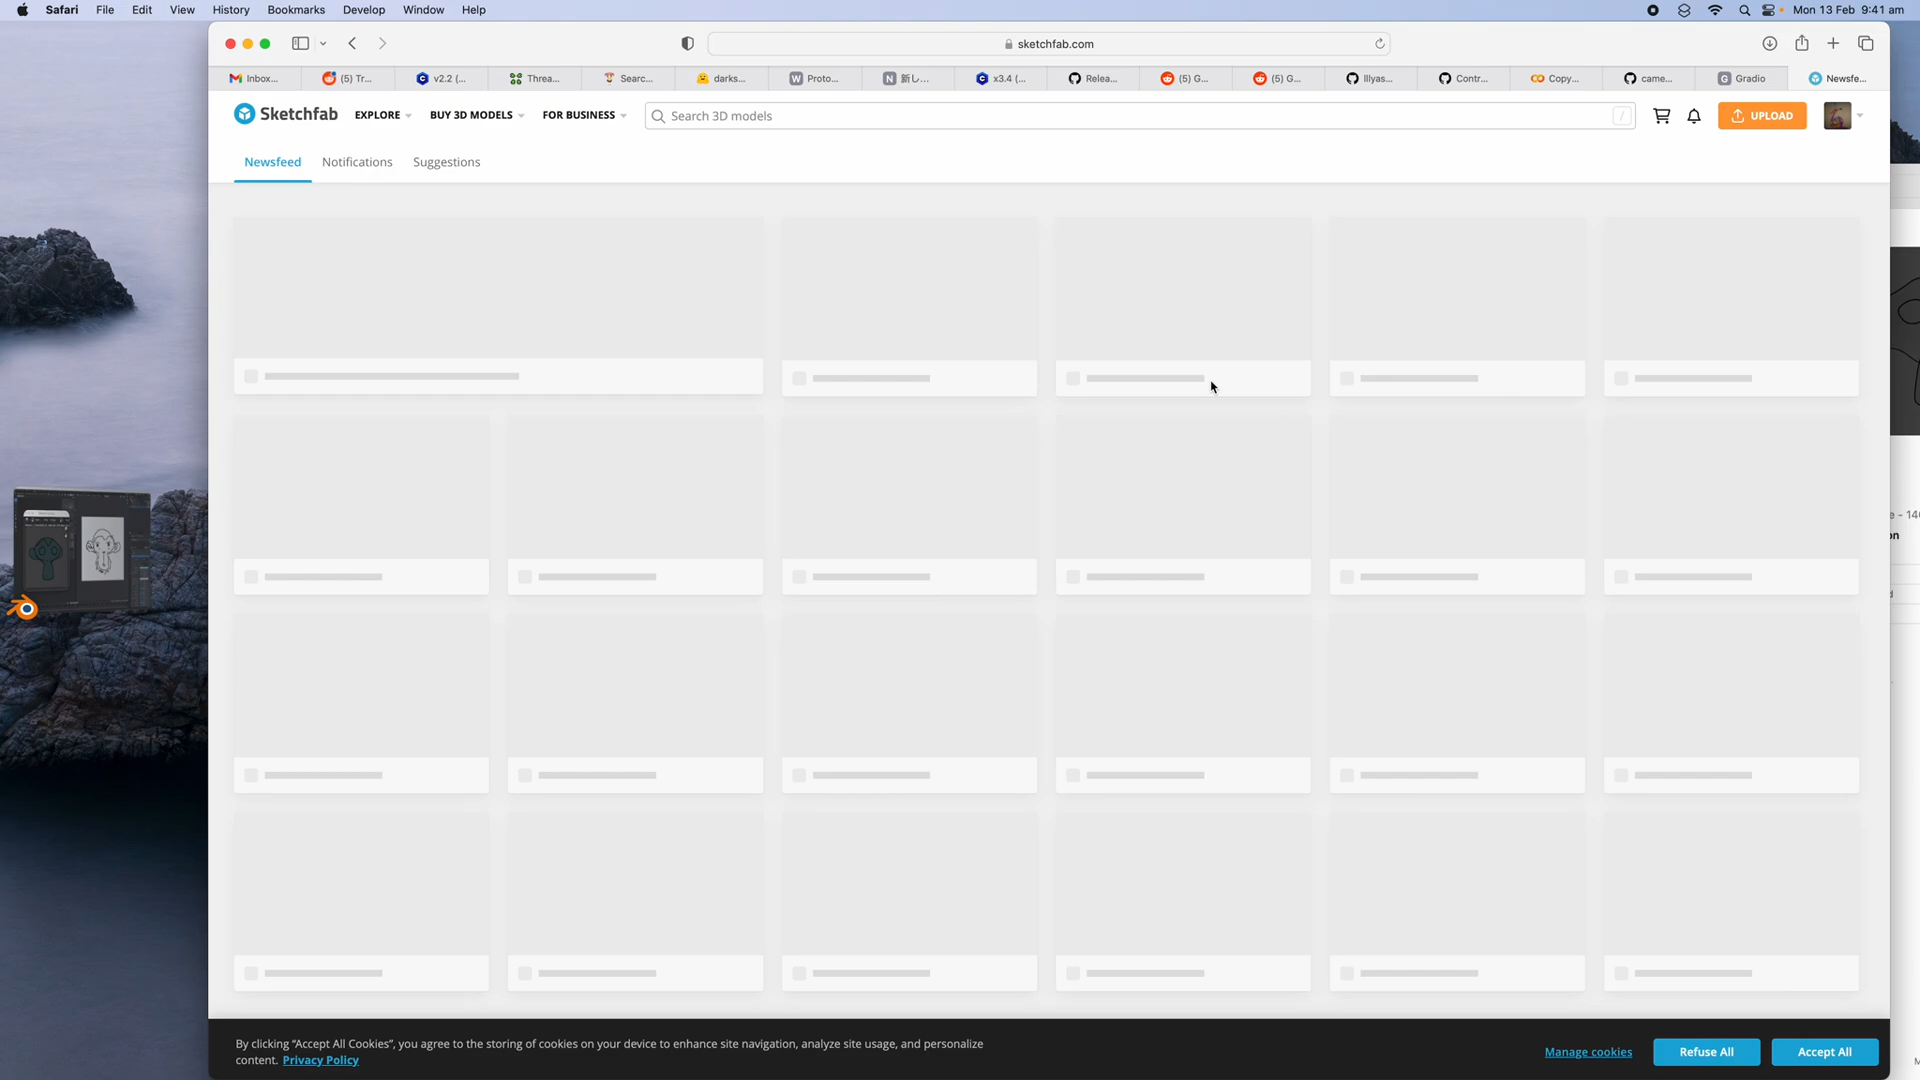 Safari File Edit View History Bookmarks Develop Window Help Mon 13 Feb 9:41 am
sketchfab.com
Inbox... (5) Tr... v2.2 (... Threa... Searc... darks... Proto... 新し... x3.4 (... Relea... (5) G... (5) G... Illyas... Contr... Copy... came... Gradio Newsfe...
Sketchfab EXPLORE BUY 3D MODELS FOR BUSINESS Search 3D models / UPLOAD
Newsfeed Notifications Suggestions
e - 14
on
d
By clicking “Accept All Cookies”, you agree to the storing of cookies on your device to enhance site navigation, analyze site usage, and personalize
content. Privacy Policy
Manage cookies Refuse All Accept All